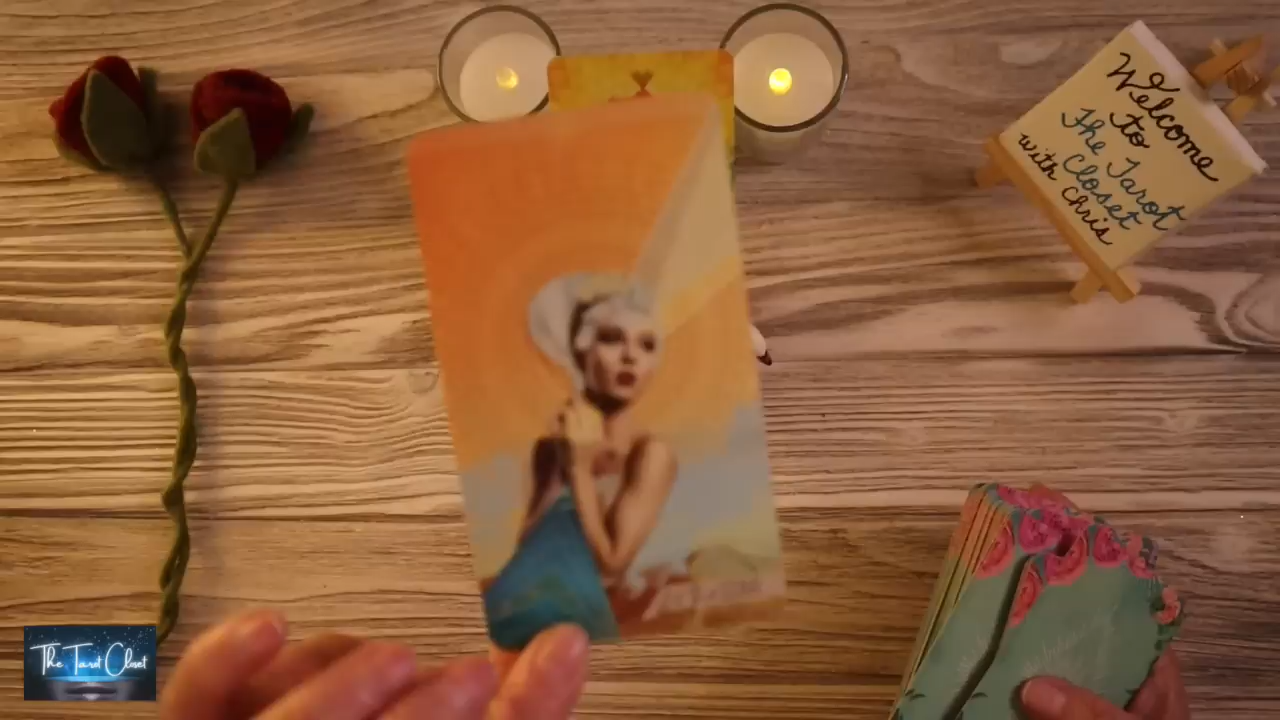 Welcome
to
The Tarot
Closet
with Chris
The Tarot Closet